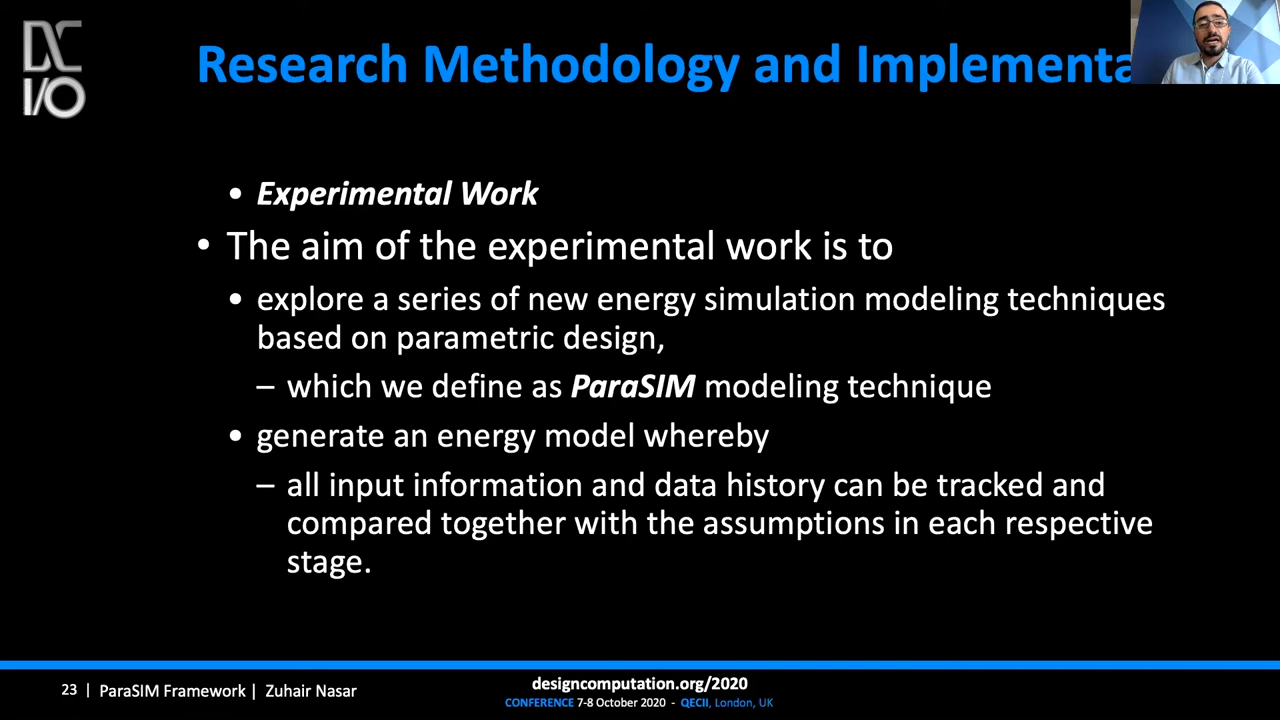 DC
I/O
Research Methodology and Implementa
• Experimental Work
• The aim of the experimental work is to
• explore a series of new energy simulation modeling techniques
based on parametric design,
– which we define as ParaSIM modeling technique
• generate an energy model whereby
– all input information and data history can be tracked and
compared together with the assumptions in each respective
stage.
23 | ParaSIM Framework | Zuhair Nasar
designcomputation.org/2020
CONFERENCE 7-8 October 2020 - QECII, London, UK